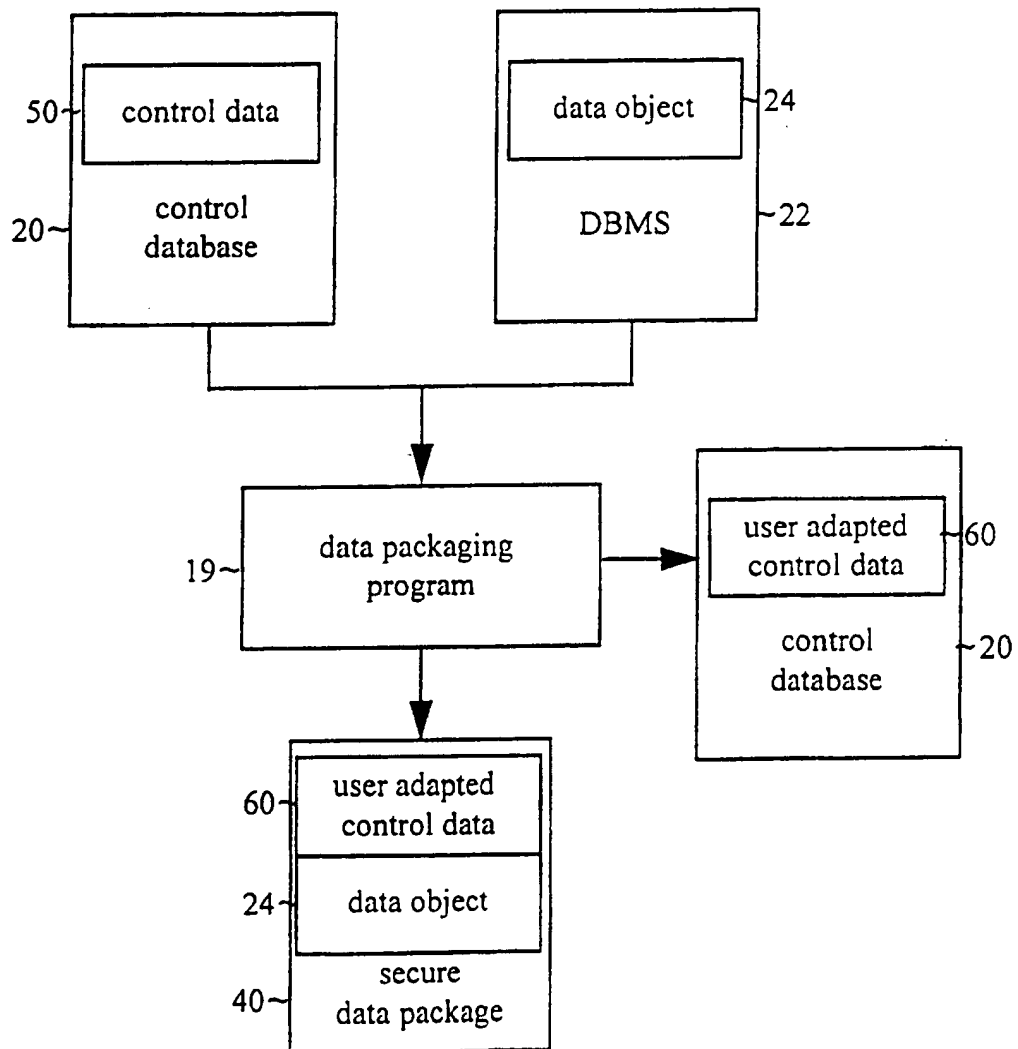 50~ control data
data object ~24
20~ control
database
DBMS ~22
19~ data packaging
program
user adapted ~60
control data
control ~20
database
60~ user adapted
control data
24~ data object
40~ secure
data package